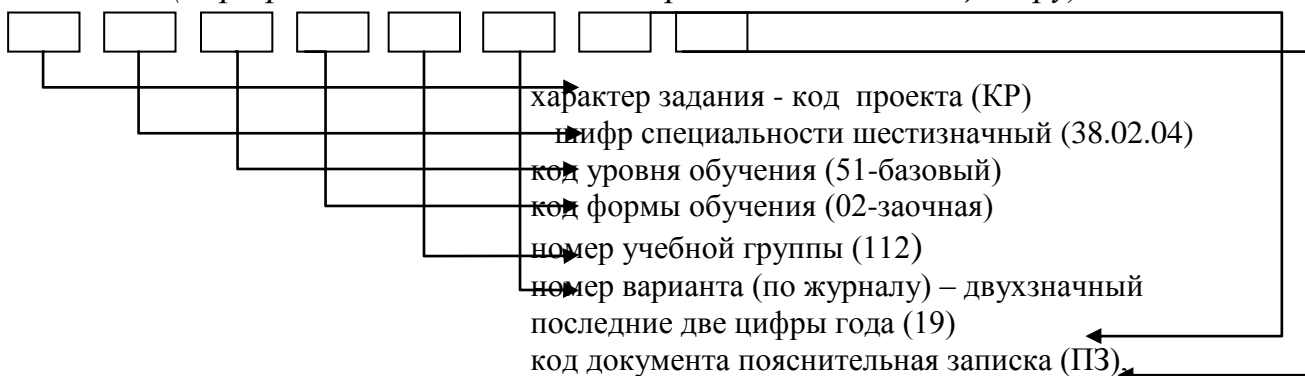 характер задания - код проекта (КР)
шифр специальности шестизначный (38.02.04)
код уровня обучения (51-базовый)
код формы обучения (02-заочная)
номер учебной группы (112)
номер варианта (по журналу) – двухзначный
последние две цифры года (19)
код документа пояснительная записка (ПЗ).